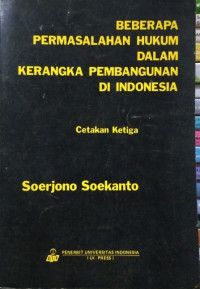 BEBERAPA
PERMASALAHAN HUKUM
DALAM
KERANGKA PEMBANGUNAN
DI INDONESIA
Cetakan Ketiga
Soerjono Soekanto
PENERBIT UNIVERSITAS INDONESIA
( UI - PRESS )